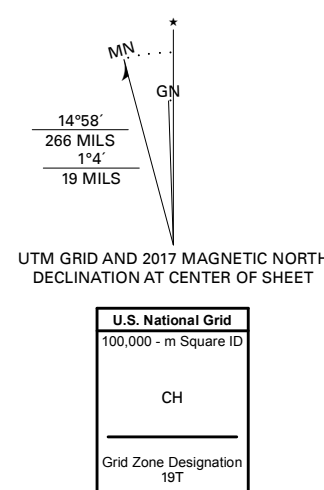 ★
MN
GN
14°58´
266 MILS
1°4´
19 MILS
UTM GRID AND 2017 MAGNETIC NORTH
DECLINATION AT CENTER OF SHEET
U.S. National Grid
100,000 - m Square ID
CH
Grid Zone Designation
19T